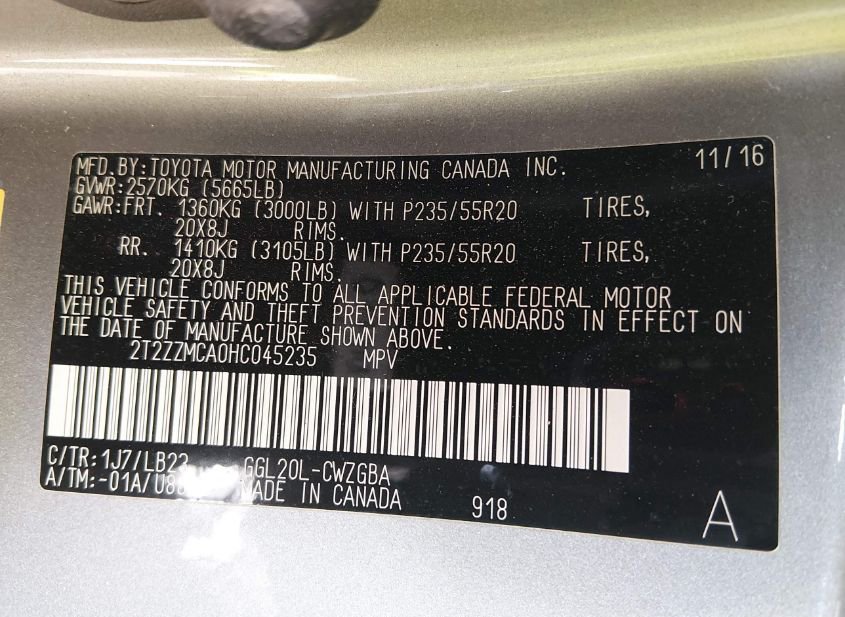 MFD.BY:TOYOTA MOTOR MANUFACTURING CANADA INC. 11/16
GVWR:2570KG (5665LB)
GAWR:FRT. 1360KG (3000LB) WITH P235/55R20 TIRES,
20X8J RIMS.
RR. 1410KG (3105LB) WITH P235/55R20 TIRES,
20X8J RIMS.
THIS VEHICLE CONFORMS TO ALL APPLICABLE FEDERAL MOTOR
VEHICLE SAFETY AND THEFT PREVENTION STANDARDS IN EFFECT ON
THE DATE OF MANUFACTURE SHOWN ABOVE.
2T2ZZMCA0HC045235 MPV
C/TR:1J7/LB23 GGL20L-CWZGBA
A/TM:-01A/ MADE IN CANADA 918 A